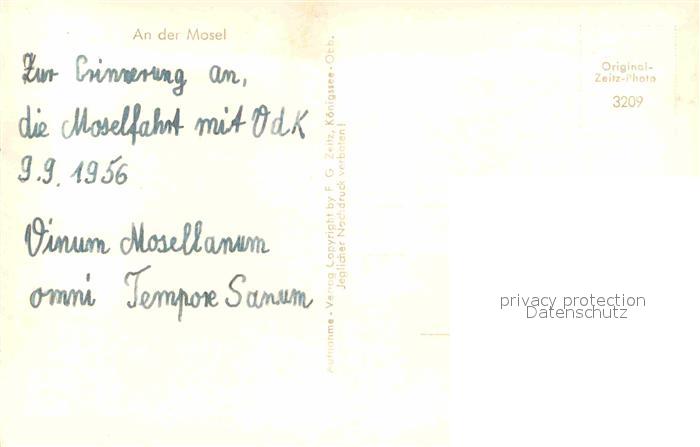 An der Mosel
Zur Erinnerung an,
die Moselfahrt mit VdK
9.9.1956
Vinum Mosellanum
omni Tempore Sanum
Aufnahme - Verlag Copyright by F. G. Zeitz, Königssee-Obb.
Jeglicher Nachdruck verboten!
Original-
Zeitz-Photo
3209
privacy protection
Datenschutz